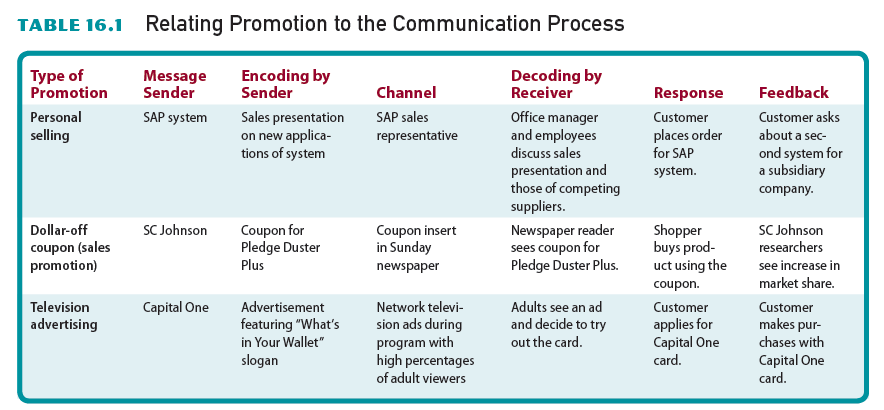 TABLE 16.1 Relating Promotion to the Communication Process
Type of
Promotion
Message
Sender
Encoding by
Sender
Channel
Decoding by
Receiver
Response
Feedback
Personal
selling
SAP system
Sales presentation
on new applica-
tions of system
SAP sales
representative
Office manager
and employees
discuss sales
presentation and
those of competing
suppliers.
Customer
places order
for SAP
system.
Customer asks
about a sec-
ond system for
a subsidiary
company.
Dollar-off
coupon (sales
promotion)
SC Johnson
Coupon for
Pledge Duster
Plus
Coupon insert
in Sunday
newspaper
Newspaper reader
sees coupon for
Pledge Duster Plus.
Shopper
buys prod-
uct using the
coupon.
SC Johnson
researchers
see increase in
market share.
Television
advertising
Capital One
Advertisement
featuring “What’s
in Your Wallet”
slogan
Network televi-
sion ads during
program with
high percentages
of adult viewers
Adults see an ad
and decide to try
out the card.
Customer
applies for
Capital One
card.
Customer
makes pur-
chases with
Capital One
card.